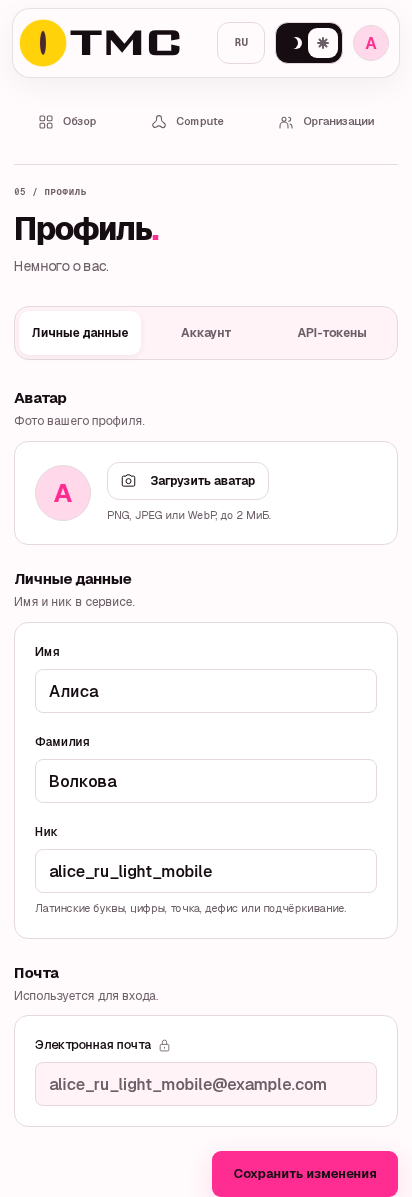 TMC
RU
A
Обзор
Compute
Организации
05 / ПРОФИЛЬ
Профиль.
Немного о вас.
Личные данные
Аккаунт
API-токены
Аватар
Фото вашего профиля.
A
Загрузить аватар
PNG, JPEG или WebP, до 2 МиБ.
Личные данные
Имя и ник в сервисе.
Имя
Алиса
Фамилия
Волкова
Ник
alice_ru_light_mobile
Латинские буквы, цифры, точка, дефис или подчёркивание.
Почта
Используется для входа.
Электронная почта
alice_ru_light_mobile@example.com
Сохранить изменения